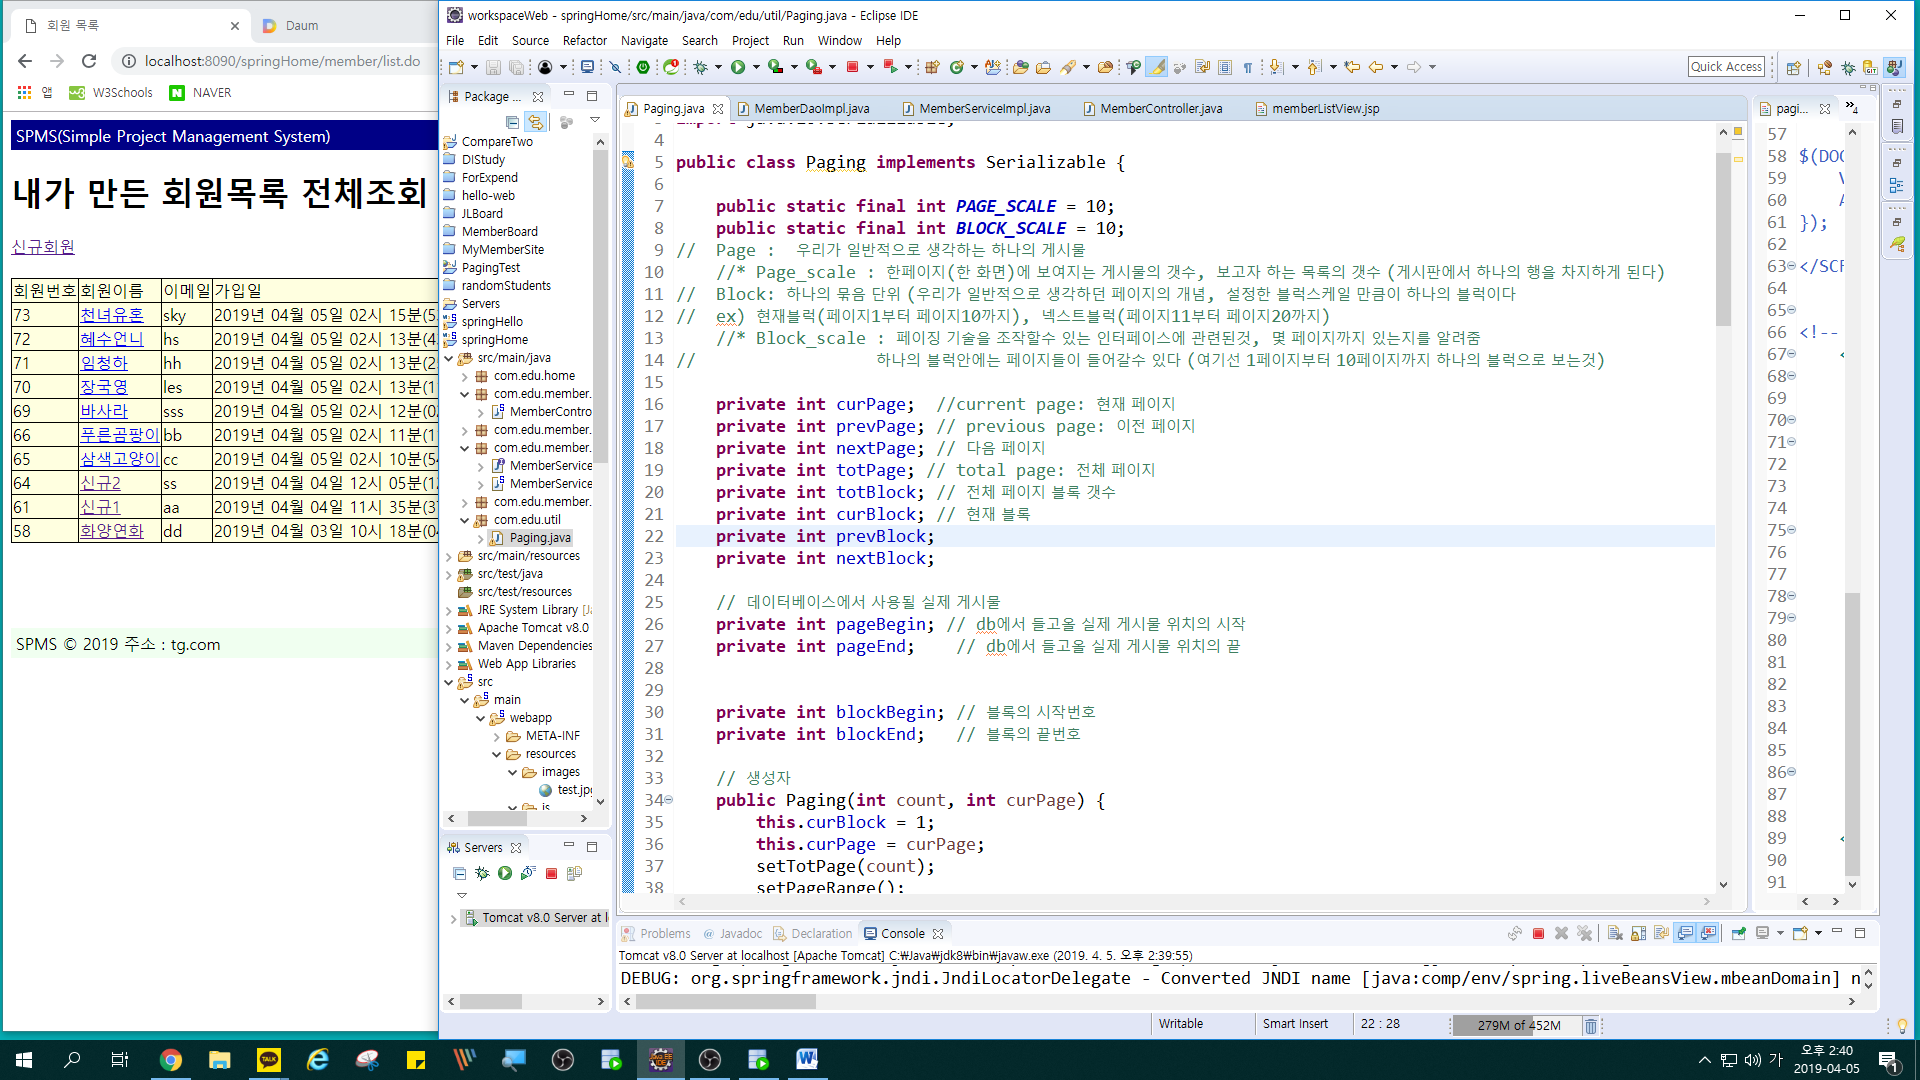 회원 목록
Daum
localhost:8090/springHome/member/list.do
앱
W3Schools
NAVER
SPMS(Simple Project Management System)
내가 만든 회원목록 전체조회
신규회원
회원번호 회원이름 이메일 가입일
73 천녀유혼 sky 2019년 04월 05일 02시 15분(5
72 혜수언니 hs 2019년 04월 05일 02시 13분(4
71 임청하 hh 2019년 04월 05일 02시 13분(2
70 장국영 les 2019년 04월 05일 02시 13분(1
69 바사라 sss 2019년 04월 05일 02시 12분(0
66 푸른곰팡이 bb 2019년 04월 05일 02시 11분(1
65 삼색고양이 cc 2019년 04월 05일 02시 10분(5
64 신규2 ss 2019년 04월 04일 12시 05분(1
61 신규1 aa 2019년 04월 04일 11시 35분(3
58 화양연화 dd 2019년 04월 03일 10시 18분(0
SPMS © 2019 주소 : tg.com
workspaceWeb - springHome/src/main/java/com/edu/util/Paging.java - Eclipse IDE
File Edit Source Refactor Navigate Search Project Run Window Help
Quick Access
Package ...
CompareTwo
DIStudy
ForExpend
hello-web
JLBoard
MemberBoard
MyMemberSite
PagingTest
randomStudents
Servers
springHello
springHome
src/main/java
com.edu.home
com.edu.member.
MemberContro
com.edu.member.
com.edu.member.
MemberService
MemberService
com.edu.member.
com.edu.util
Paging.java
src/main/resources
src/test/java
src/test/resources
JRE System Library [J
Apache Tomcat v8.0
Maven Dependencies
Web App Libraries
src
main
webapp
META-INF
resources
images
test.jp
js
Servers
Tomcat v8.0 Server at l
Paging.java MemberDaoImpl.java MemberServiceImpl.java MemberController.java memberListView.jsp
4
5 public class Paging implements Serializable {
6
7 public static final int PAGE_SCALE = 10;
8 public static final int BLOCK_SCALE = 10;
9 // Page : 우리가 일반적으로 생각하는 하나의 게시물
10 //* Page_scale : 한페이지(한 화면)에 보여지는 게시물의 갯수, 보고자 하는 목록의 갯수 (게시판에서 하나의 행을 차지하게 된다)
11 // Block: 하나의 묶음 단위 (우리가 일반적으로 생각하던 페이지의 개념, 설정한 블럭스케일 만큼이 하나의 블럭이다
12 // ex) 현재블럭(페이지1부터 페이지10까지), 넥스트블럭(페이지11부터 페이지20까지)
13 //* Block_scale : 페이징 기술을 조작할수 있는 인터페이스에 관련된것, 몇 페이지까지 있는지를 알려줌
14 // 하나의 블럭안에는 페이지들이 들어갈수 있다 (여기선 1페이지부터 10페이지까지 하나의 블럭으로 보는것)
15
16 private int curPage; //current page: 현재 페이지
17 private int prevPage; // previous page: 이전 페이지
18 private int nextPage; // 다음 페이지
19 private int totPage; // total page: 전체 페이지
20 private int totBlock; // 전체 페이지 블록 갯수
21 private int curBlock; // 현재 블록
22 private int prevBlock;
23 private int nextBlock;
24
25 // 데이터베이스에서 사용될 실제 게시물
26 private int pageBegin; // db에서 들고올 실제 게시물 위치의 시작
27 private int pageEnd; // db에서 들고올 실제 게시물 위치의 끝
28
29
30 private int blockBegin; // 블록의 시작번호
31 private int blockEnd; // 블록의 끝번호
32
33 // 생성자
34 public Paging(int count, int curPage) {
35 this.curBlock = 1;
36 this.curPage = curPage;
37 setTotPage(count);
38 setPageRange();
pagi...
4
57
58 $(DOC
59 V
60 A
61 });
62
63 </SCR
64
65
66 <!--
67 <
68
69
70
71
72
73
74
75
76
77
78
79
80
81
82
83
84
85
86
87
88
89 <
90
91
Problems Javadoc Declaration Console
Tomcat v8.0 Server at localhost [Apache Tomcat] C:₩Java₩jdk8₩bin₩javaw.exe (2019. 4. 5. 오후 2:39:55)
DEBUG: org.springframework.jndi.JndiLocatorDelegate - Converted JNDI name [java:comp/env/spring.liveBeansView.mbeanDomain] n
Writable Smart Insert 22 : 28 279M of 452M
TALK
가
오후 2:40
2019-04-05
1